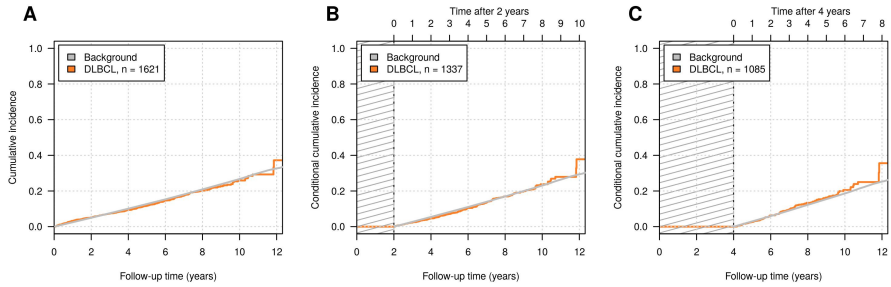 A
Background
DLBCL, n = 1621
Cumulative incidence
1.0
0.8
0.6
0.4
0.2
0.0
0 2 4 6 8 10 12
Follow-up time (years)
B
Time after 2 years
0 1 2 3 4 5 6 7 8 9 10
Background
DLBCL, n = 1337
Conditional cumulative incidence
1.0
0.8
0.6
0.4
0.2
0.0
0 2 4 6 8 10 12
Follow-up time (years)
C
Time after 4 years
0 1 2 3 4 5 6 7 8
Background
DLBCL, n = 1085
Conditional cumulative incidence
1.0
0.8
0.6
0.4
0.2
0.0
0 2 4 6 8 10 12
Follow-up time (years)